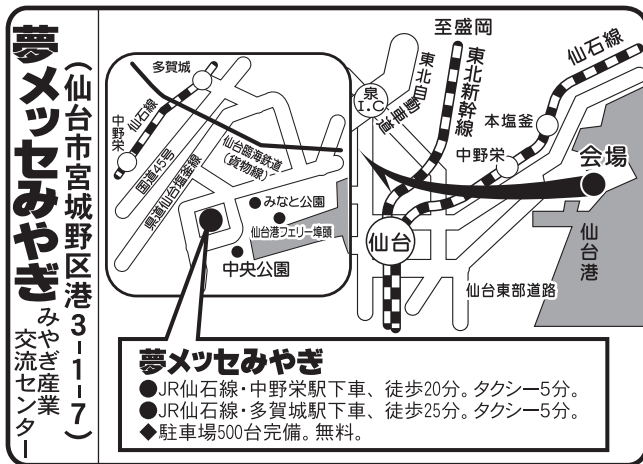 夢メッセみやぎ
(仙台市宮城野区港3-1-7)
みやぎ産業
交流センター
多賀城
仙石線
中野栄
国道45号
県道仙台塩釜線
仙台臨海鉄道
(貨物線)
みなと公園
仙台港フェリー埠頭
中央公園
至盛岡
東北新幹線
東北自動車道
泉
I.C
仙石線
本塩釜
中野栄
会場
仙台
仙台港
仙台東部道路
夢メッセみやぎ
●JR仙石線・中野栄駅下車、徒歩20分。タクシー5分。
●JR仙石線・多賀城駅下車、徒歩25分。タクシー5分。
◆駐車場500台完備。無料。